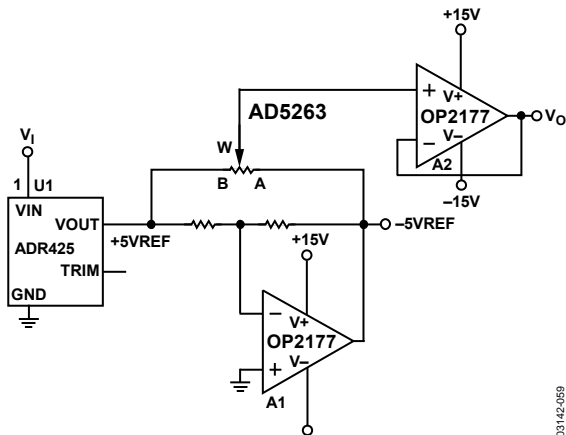 +15V
AD5263
+ V+
OP2177
– V–
A2
VO
–15V
VI
1 U1
VIN
VOUT
ADR425
TRIM
GND
+5VREF
W
B A
–5VREF
+15V
– V+
OP2177
+ V–
A1
03142-059